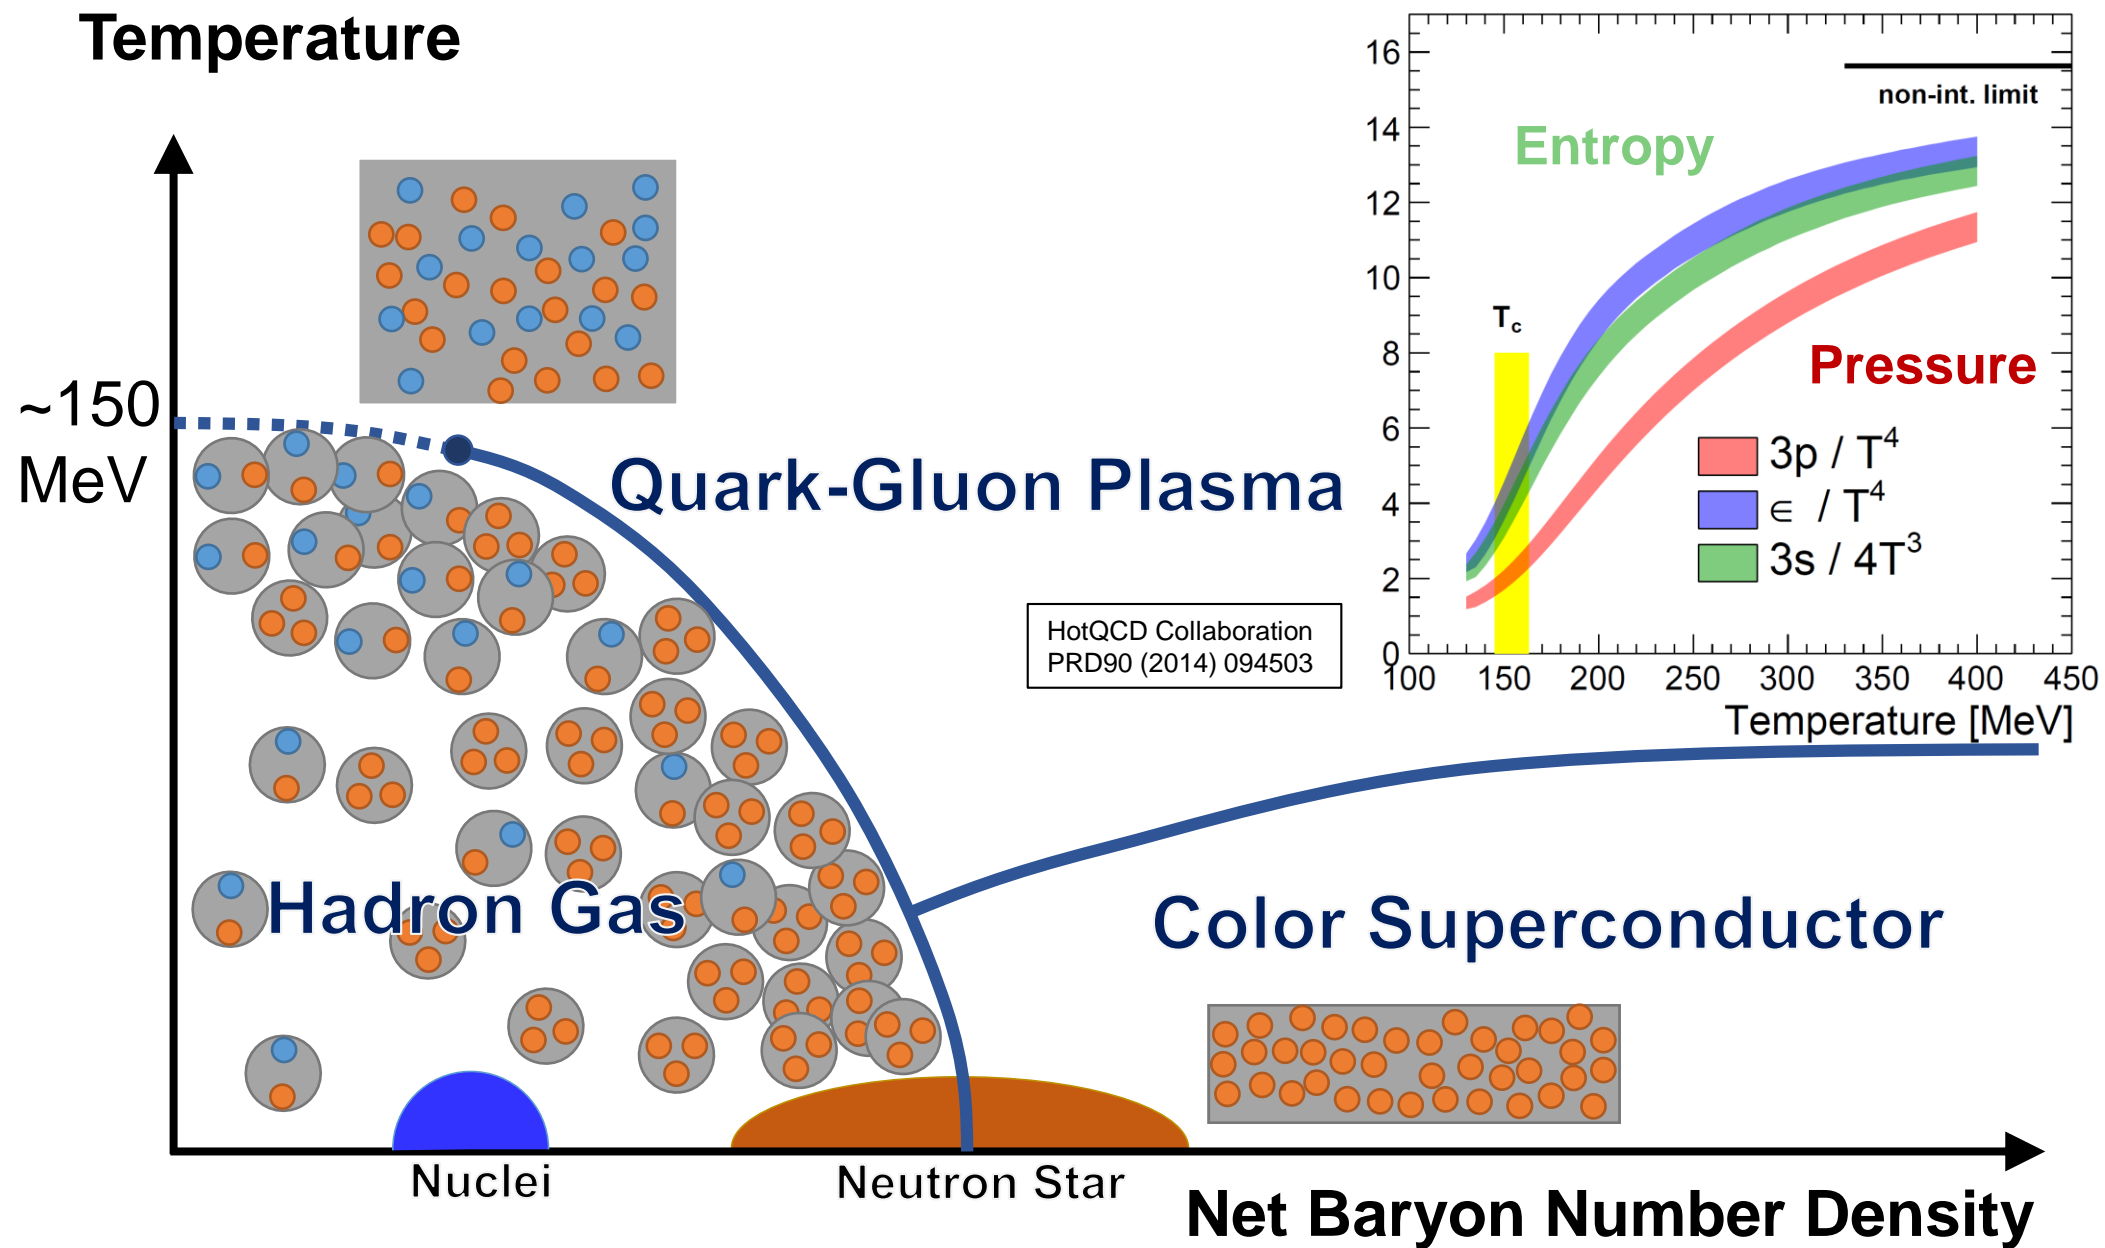 Temperature
~150
MeV
Quark-Gluon Plasma
HotQCD Collaboration
PRD90 (2014) 094503
Hadron Gas
Color Superconductor
Nuclei
Neutron Star
Net Baryon Number Density
16
14
12
10
8
6
4
2
0
non-int. limit
Entropy
Tc
Pressure
3p / T⁴
∈ / T⁴
3s / 4T³
100 150 200 250 300 350 400 450
Temperature [MeV]